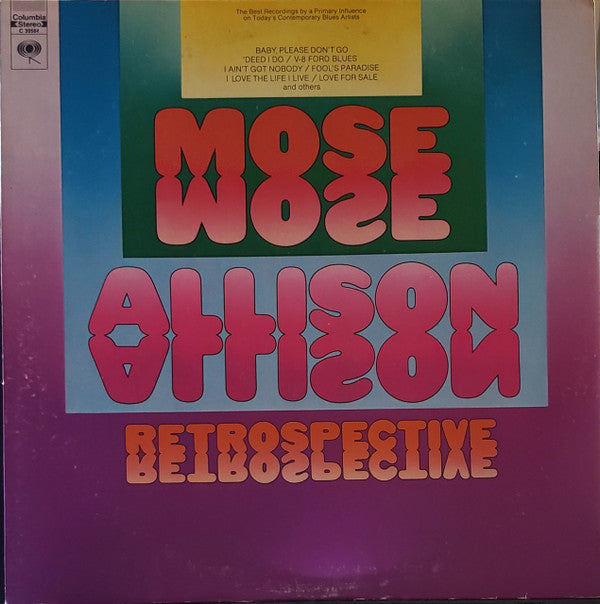 Columbia
Stereo
C 30564
The Best Recordings by a Primary Influence
on Today's Contemporary Blues Artists
BABY, PLEASE DON'T GO
'DEED I DO / V-8 FORD BLUES
I AIN'T GOT NOBODY / FOOL'S PARADISE
I LOVE THE LIFE I LIVE / LOVE FOR SALE
and others
MOSE
MOSE
ALLISON
ALLISON
RETROSPECTIVE
RETROSPECTIVE